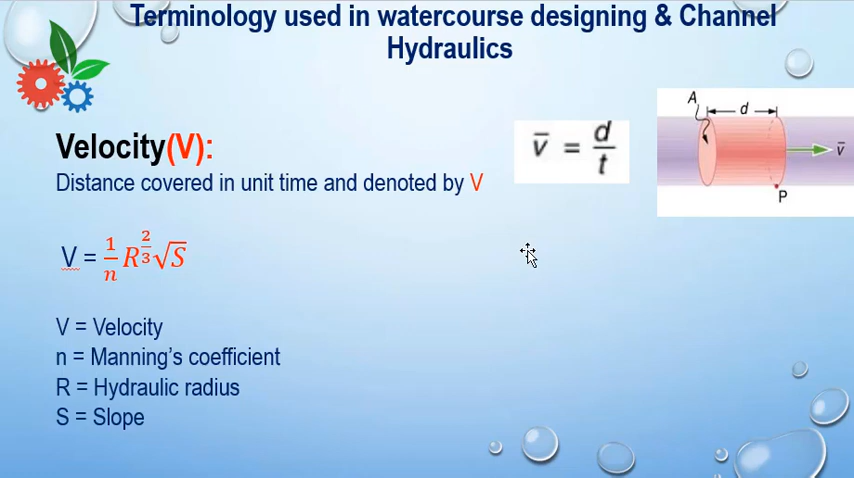 Terminology used in watercourse designing & Channel
Hydraulics
Velocity(V):
Distance covered in unit time and denoted by V
v̅ = d/t
A
d
v̅
P
V = 1/n R^2/3 √S
V = Velocity
n = Manning’s coefficient
R = Hydraulic radius
S = Slope